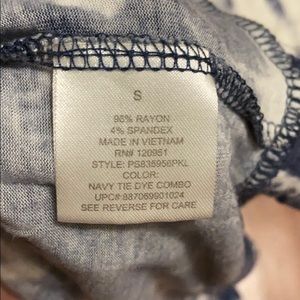 S
96% RAYON
4% SPANDEX
MADE IN VIETNAM
RN# 120951
STYLE: PS835956PKL
COLOR:
NAVY TIE DYE COMBO
UPC#:887069901024
SEE REVERSE FOR CARE